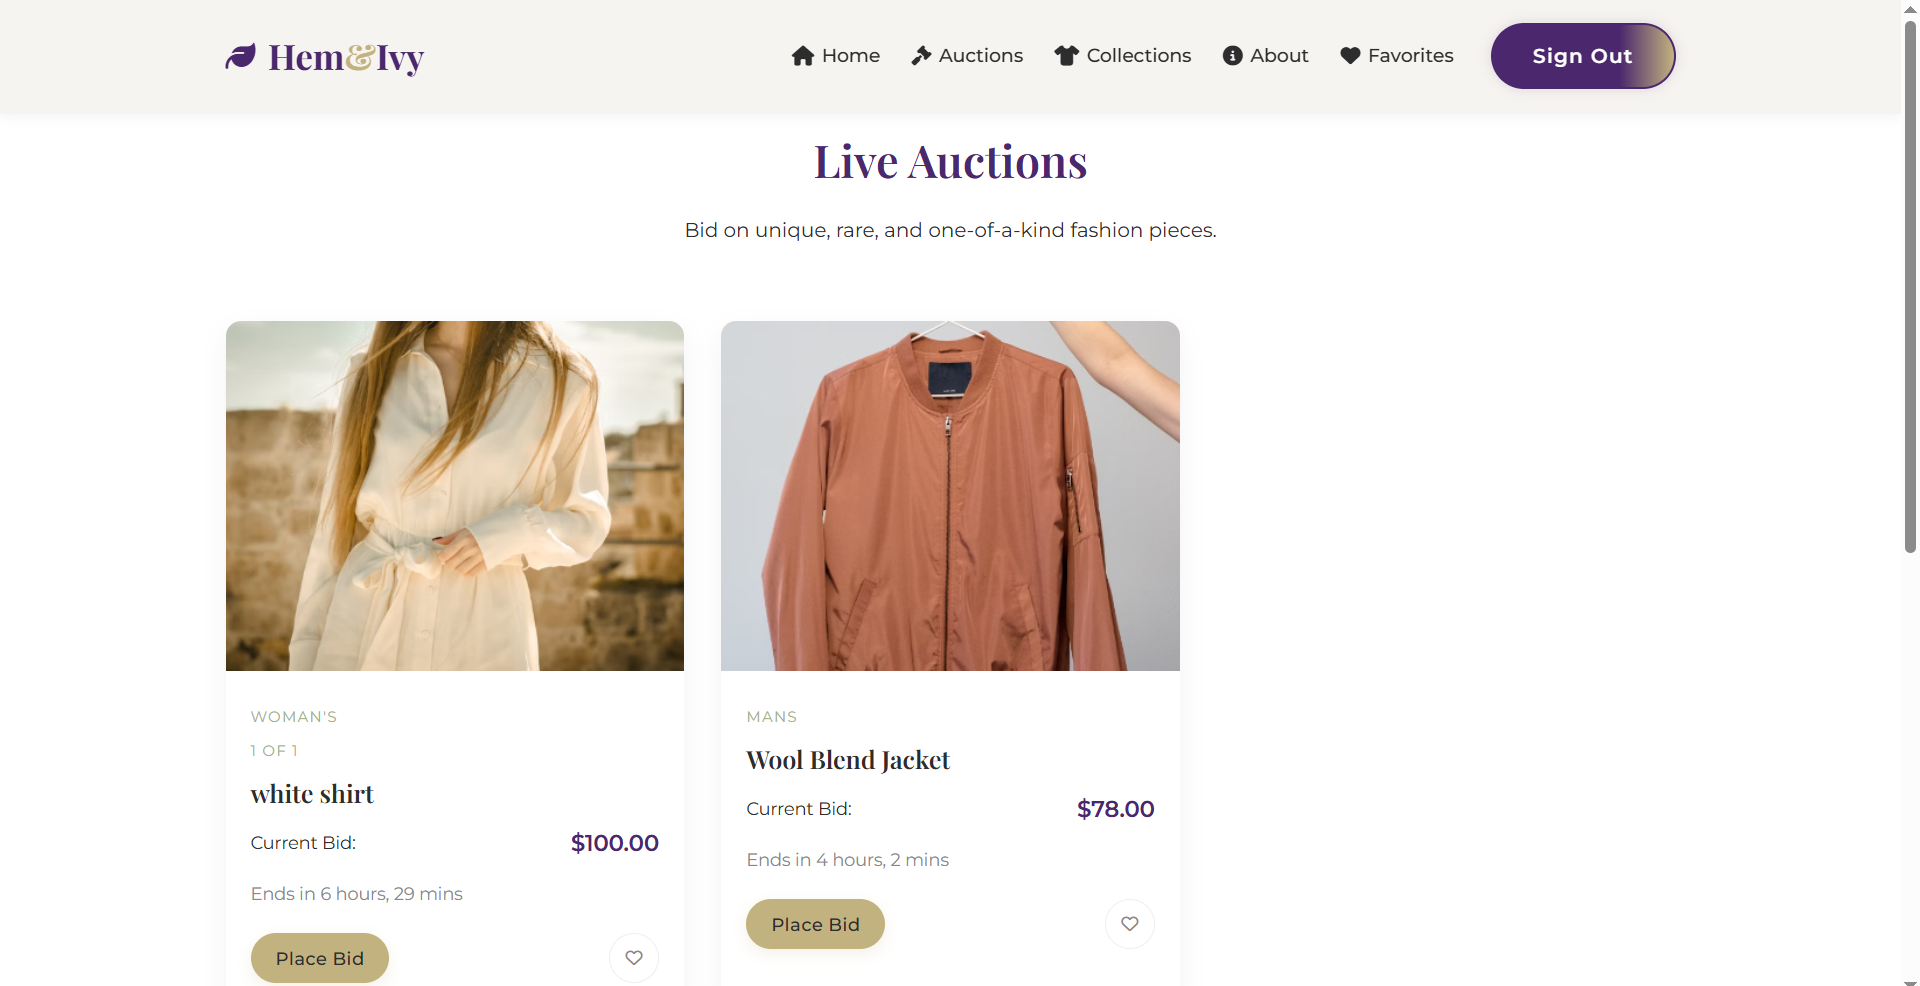 Hem&Ivy
Home
Auctions
Collections
About
Favorites
Sign Out
Live Auctions
Bid on unique, rare, and one-of-a-kind fashion pieces.
WOMAN'S
1 OF 1
white shirt
Current Bid: $100.00
Ends in 6 hours, 29 mins
Place Bid
MANS
Wool Blend Jacket
Current Bid: $78.00
Ends in 4 hours, 2 mins
Place Bid